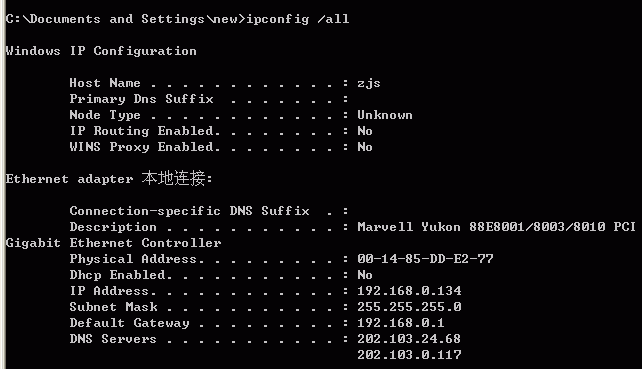 C:\Documents and Settings\new>ipconfig /all
Windows IP Configuration
Host Name . . . . . . . . . . . . : zjs
Primary Dns Suffix  . . . . . . . :
Node Type . . . . . . . . . . . . : Unknown
IP Routing Enabled. . . . . . . . : No
WINS Proxy Enabled. . . . . . . . : No
Ethernet adapter 本地连接:
Connection-specific DNS Suffix  . :
Description . . . . . . . . . . . : Marvell Yukon 88E8001/8003/8010 PCI
Gigabit Ethernet Controller
Physical Address. . . . . . . . . : 00-14-85-DD-E2-77
Dhcp Enabled. . . . . . . . . . . : No
IP Address. . . . . . . . . . . . : 192.168.0.134
Subnet Mask . . . . . . . . . . . : 255.255.255.0
Default Gateway . . . . . . . . . : 192.168.0.1
DNS Servers . . . . . . . . . . . : 202.103.24.68
202.103.0.117